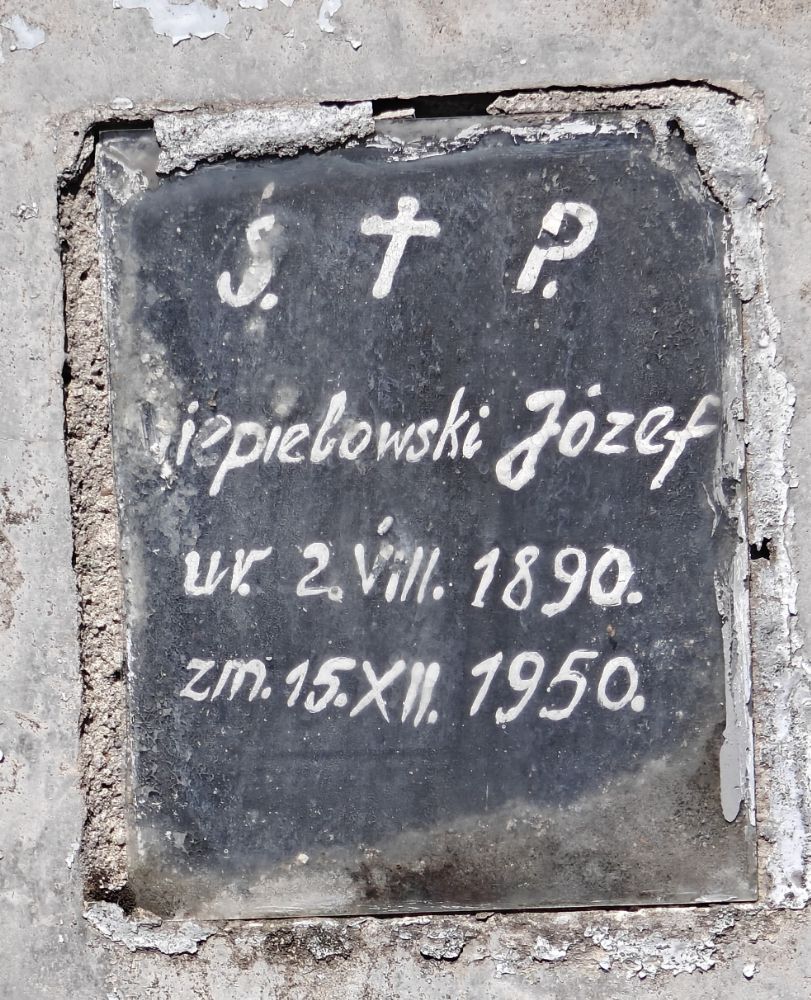 Ś. † P.
Józef
ur. 2.VIII. 1890.
zm. 15.XII. 1950.